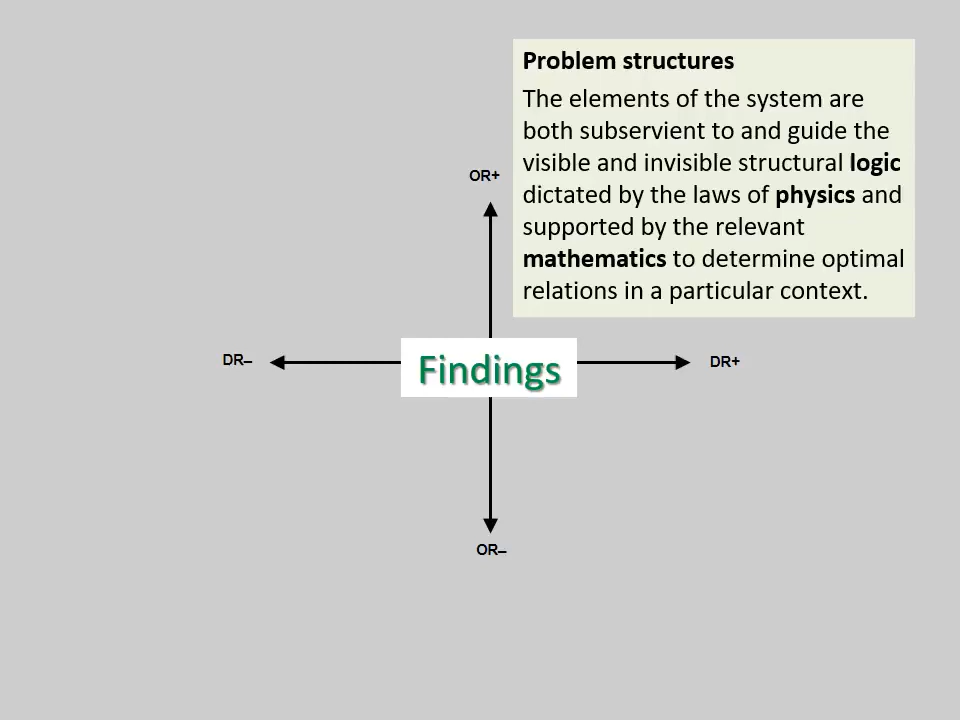 Problem structures
The elements of the system are
both subservient to and guide the
visible and invisible structural logic
dictated by the laws of physics and
supported by the relevant
mathematics to determine optimal
relations in a particular context.
OR+
DR–
Findings
DR+
OR–